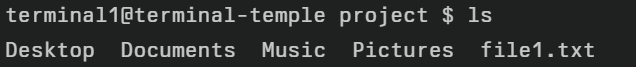 terminal1@terminal-temple project $ ls
Desktop  Documents  Music  Pictures  file1.txt